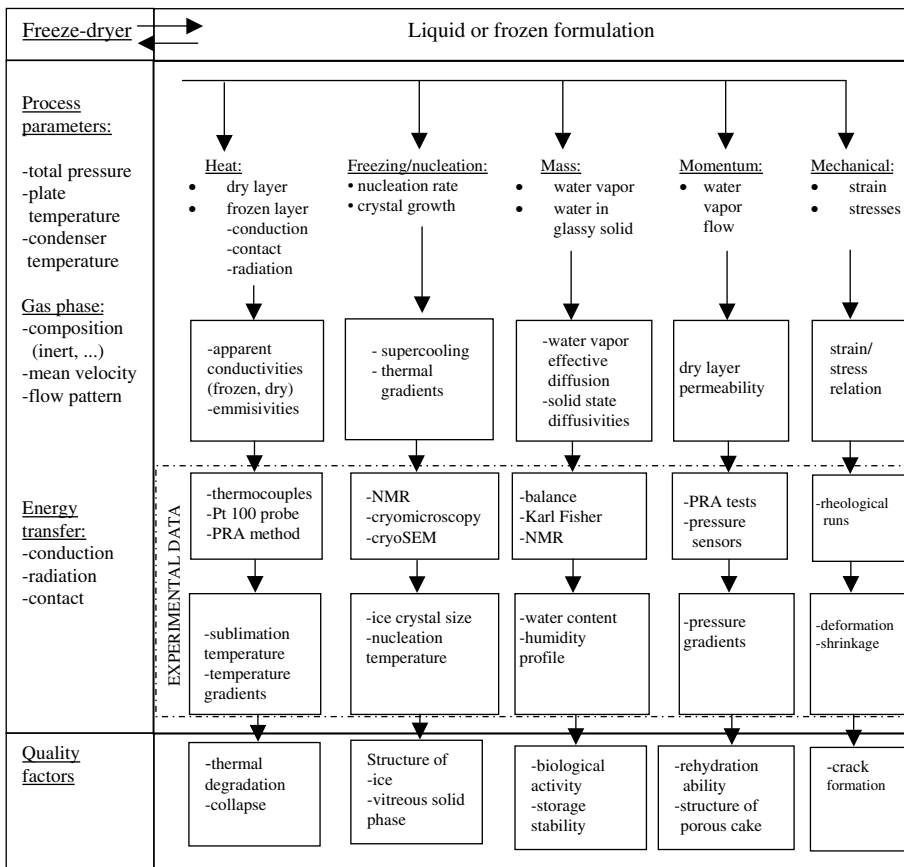 Freeze-dryer
Liquid or frozen formulation
Process
parameters:
-total pressure
-plate
temperature
-condenser
temperature
Gas phase:
-composition
(inert, ...)
-mean velocity
-flow pattern
Energy
transfer:
-conduction
-radiation
-contact
Heat:
• dry layer
• frozen layer
-conduction
-contact
-radiation
Freezing/nucleation:
• nucleation rate
• crystal growth
Mass:
• water vapor
• water in
glassy solid
Momentum:
• water
vapor
flow
Mechanical:
• strain
• stresses
-apparent
conductivities
(frozen, dry)
-emmisivities
- supercooling
- thermal
gradients
-water vapor
effective
diffusion
-solid state
diffusivities
dry layer
permeability
strain/
stress
relation
EXPERIMENTAL DATA
-thermocouples
-Pt 100 probe
-PRA method
-NMR
-cryomicroscopy
-cryoSEM
-balance
-Karl Fisher
-NMR
-PRA tests
-pressure
sensors
-rheological
runs
-sublimation
temperature
-temperature
gradients
-ice crystal size
-nucleation
temperature
-water content
-humidity
profile
-pressure
gradients
-deformation
-shrinkage
Quality
factors
-thermal
degradation
-collapse
Structure of
-ice
-vitreous solid
phase
-biological
activity
-storage
stability
-rehydration
ability
-structure of
porous cake
-crack
formation